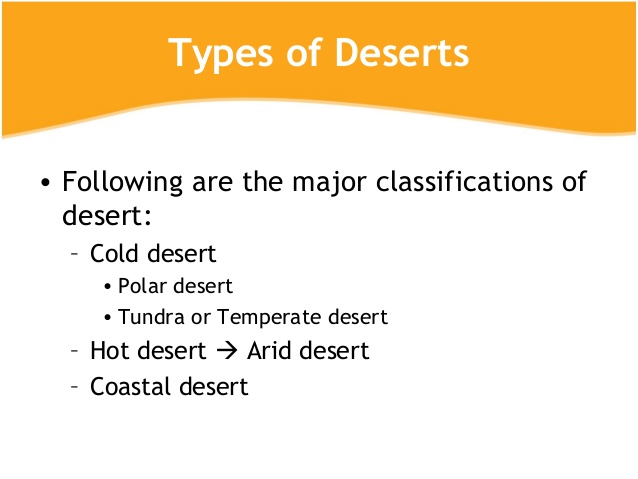 Types of Deserts
• Following are the major classifications of
desert:
– Cold desert
• Polar desert
• Tundra or Temperate desert
– Hot desert → Arid desert
– Coastal desert